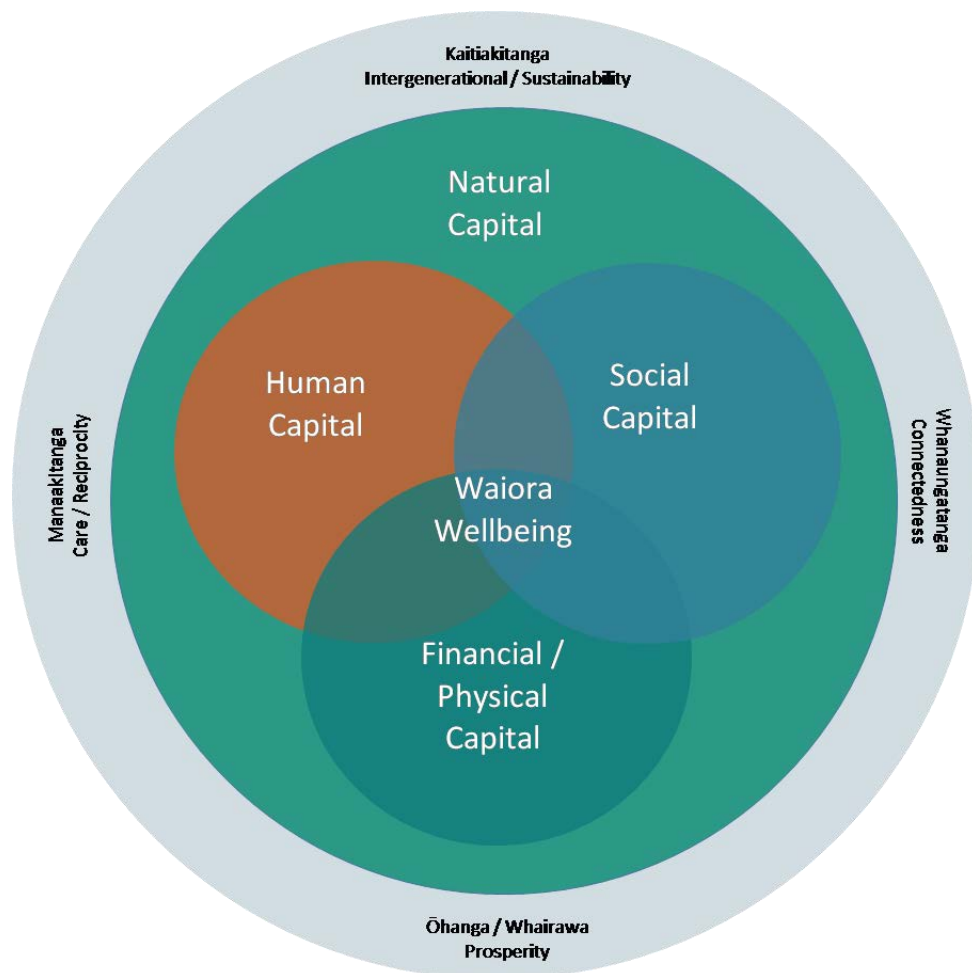 Kaitiakitanga
Intergenerational / Sustainability
Natural
Capital
Human
Capital
Social
Capital
Manaakitanga
Care / Reciprocity
Whanaungatanga
Connectedness
Waiora
Wellbeing
Financial /
Physical
Capital
Ōhanga / Whairawa
Prosperity